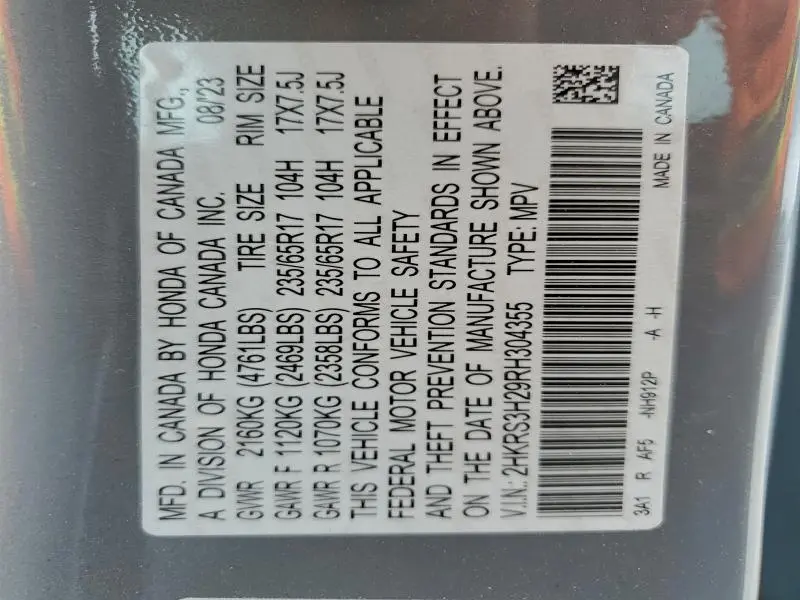 MFD. IN CANADA BY HONDA OF CANADA MFG.,
A DIVISION OF HONDA CANADA INC. 08/'23
GWR 2160KG (4761LBS) TIRE SIZE RIM SIZE
GAWR F 1120KG (2469LBS) 235/65R17 104H 17X7.5J
GAWR R 1070KG (2358LBS) 235/65R17 104H 17X7.5J
THIS VEHICLE CONFORMS TO ALL APPLICABLE
FEDERAL MOTOR VEHICLE SAFETY
AND THEFT PREVENTION STANDARDS IN EFFECT
ON THE DATE OF MANUFACTURE SHOWN ABOVE.
V.I.N.: 2HKRS3H29RH304355 TYPE: MPV
3A1 R AF5 -NH912P -A -H MADE IN CANADA